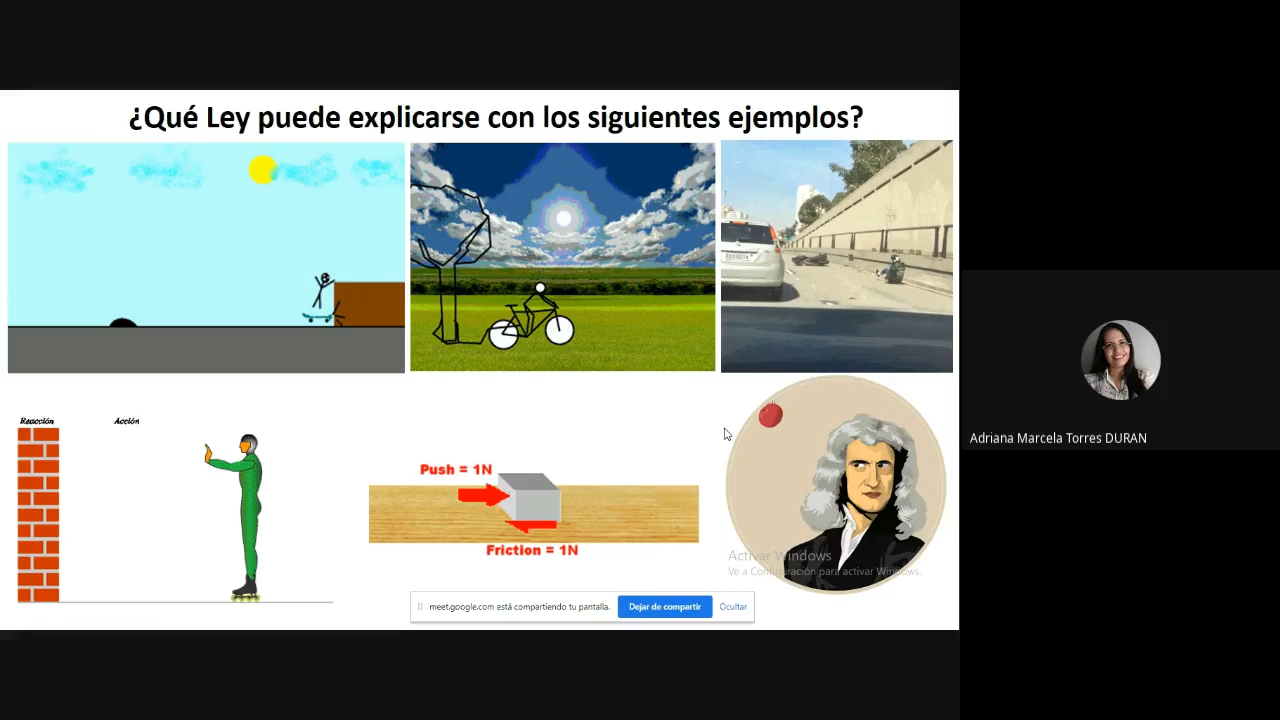 ¿Qué Ley puede explicarse con los siguientes ejemplos?
Reacción
Acción
Push = 1N
Friction = 1N
Activar Windows
Ve a Configuración para activar Windows.
meet.google.com está compartiendo tu pantalla.
Dejar de compartir
Ocultar
Adriana Marcela Torres DURAN